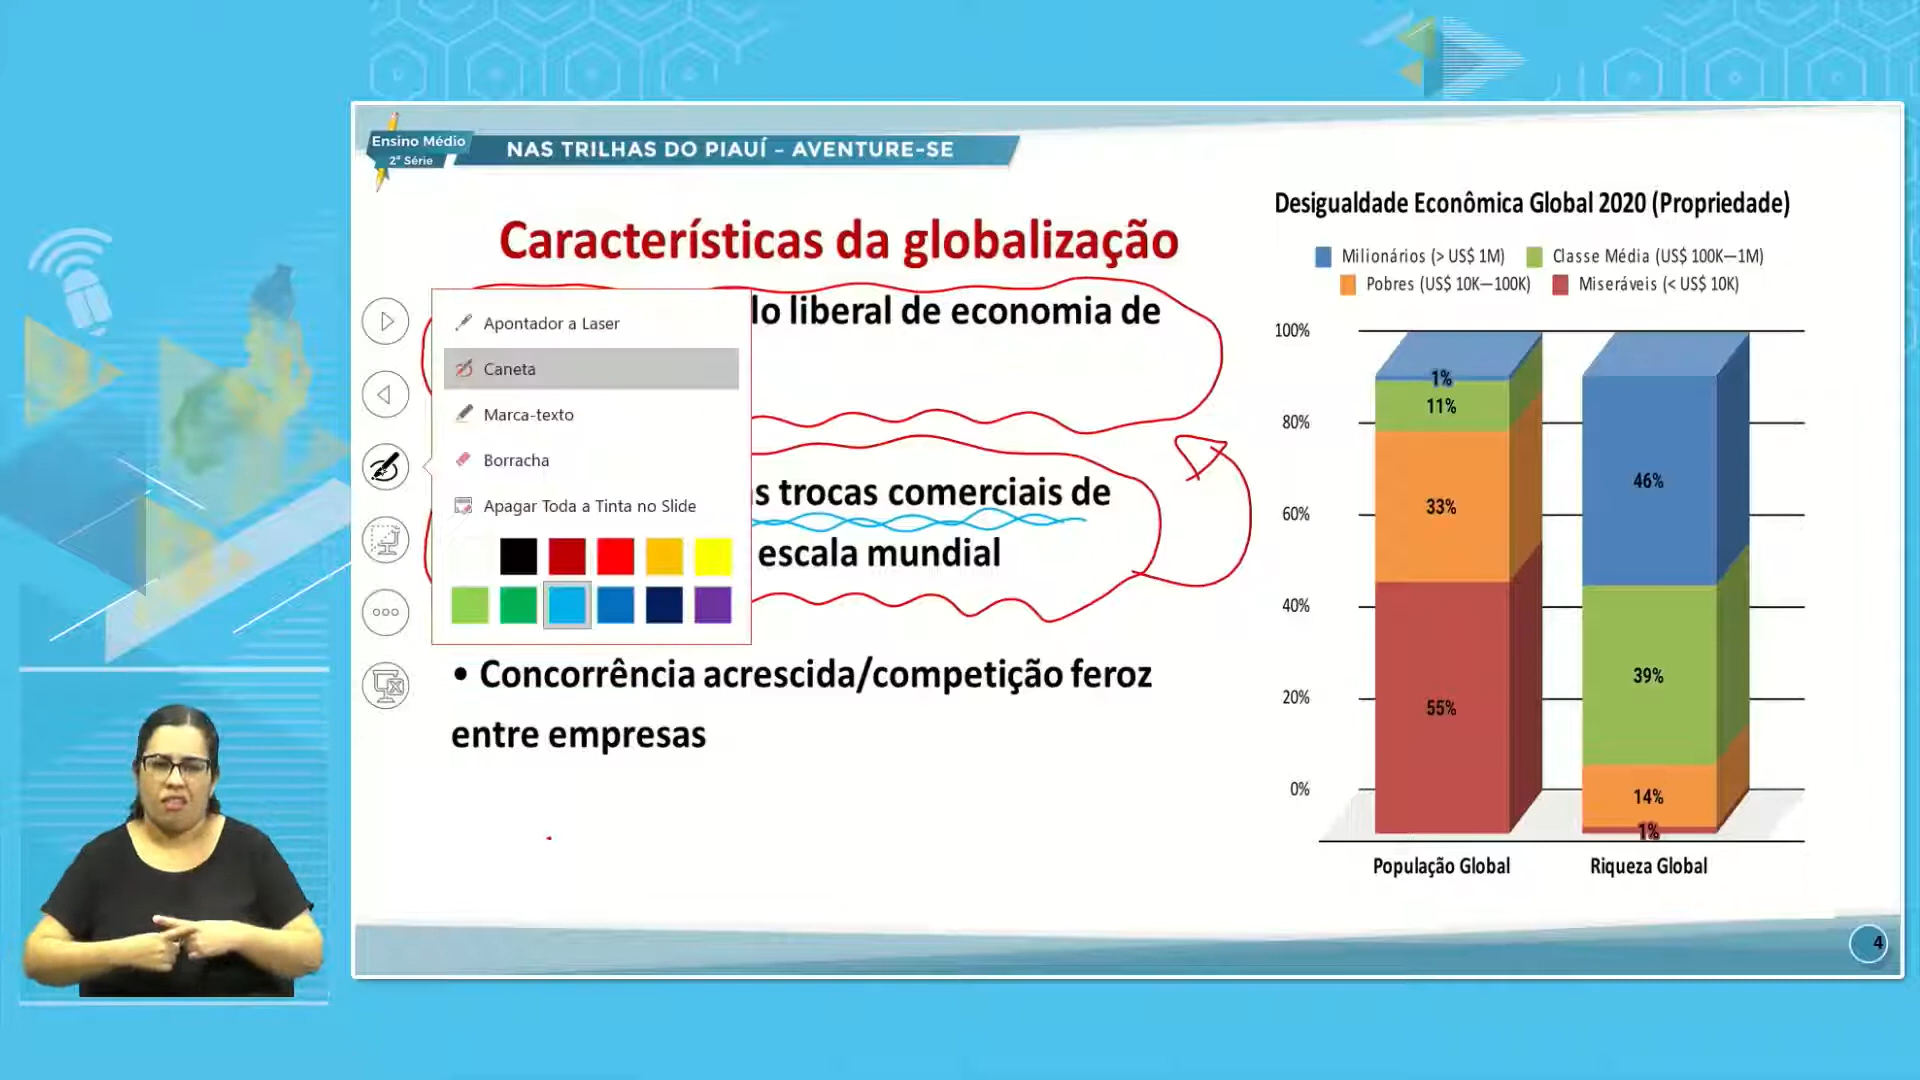 Ensino Médio
2ª Série
NAS TRILHAS DO PIAUÍ – AVENTURE-SE
Características da globalização
lo liberal de economia de
s trocas comerciais de
escala mundial
• Concorrência acrescida/competição feroz
entre empresas
Apontador a Laser
Caneta
Marca-texto
Borracha
Apagar Toda a Tinta no Slide
Desigualdade Econômica Global 2020 (Propriedade)
Milionários (> US$ 1M) Classe Média (US$ 100K—1M)
Pobres (US$ 10K—100K) Miseráveis (< US$ 10K)
100%
80%
60%
40%
20%
0%
1%
11%
33%
55%
46%
39%
14%
1%
População Global Riqueza Global
4